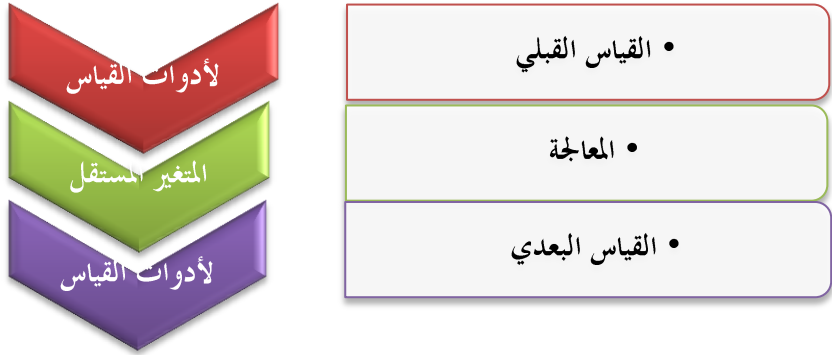 • القياس القبلي
لأدوات القياس
• المعالجة
المتغير المستقل
• القياس البعدي
لأدوات القياس